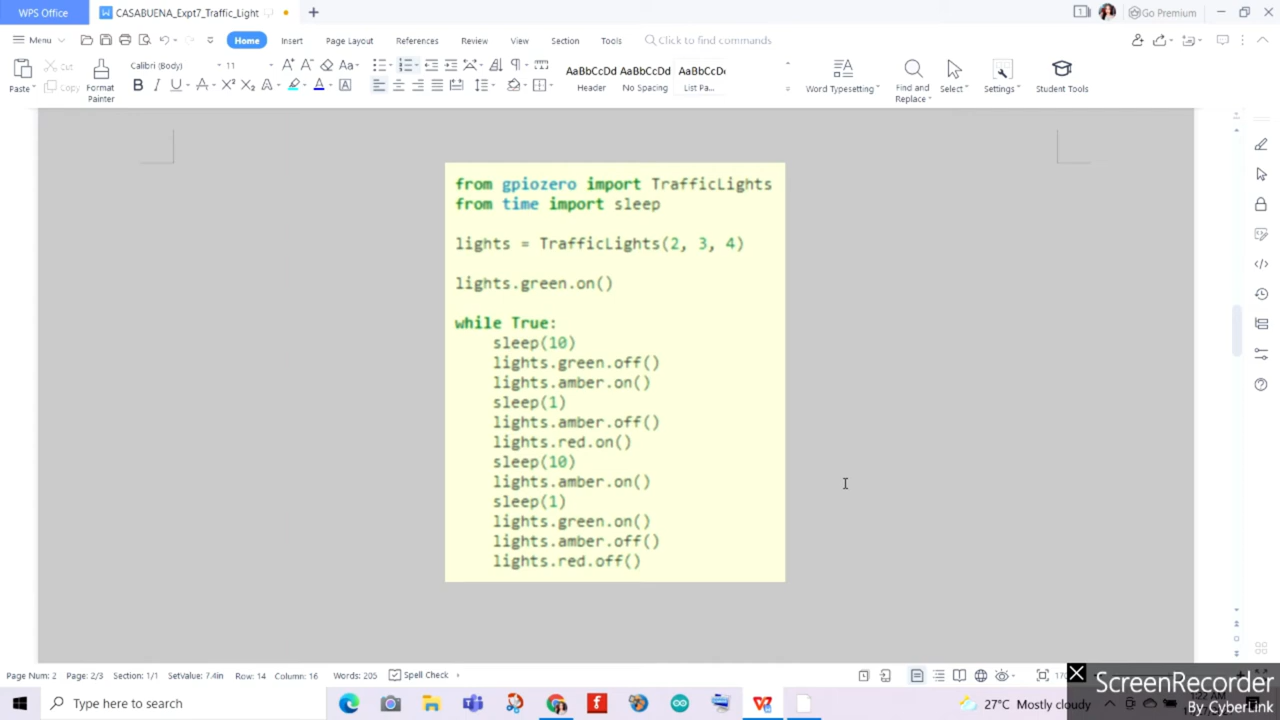 WPS Office
CASABUENA_Expt7_Traffic_Light
Go Premium
Menu
Home
Insert
Page Layout
References
Review
View
Section
Tools
Click to find commands
Paste
Cut
Copy
Format
Painter
Calibri (Body)
11
AaBbCcDd
Header
AaBbCcDd
No Spacing
AaBbCcDd
List Pa...
Word Typesetting
Find and
Replace
Select
Settings
Student Tools
from gpiozero import TrafficLights
from time import sleep
lights = TrafficLights(2, 3, 4)
lights.green.on()
while True:
sleep(10)
lights.green.off()
lights.amber.on()
sleep(1)
lights.amber.off()
lights.red.on()
sleep(10)
lights.amber.on()
sleep(1)
lights.green.on()
lights.amber.off()
lights.red.off()
Page Num: 2
Page: 2/3
Section: 1/1
SetValue: 7.4in
Row: 14
Column: 16
Words: 205
Spell Check
ScreenRecorder
By CyberLink
Type here to search
27°C Mostly cloudy